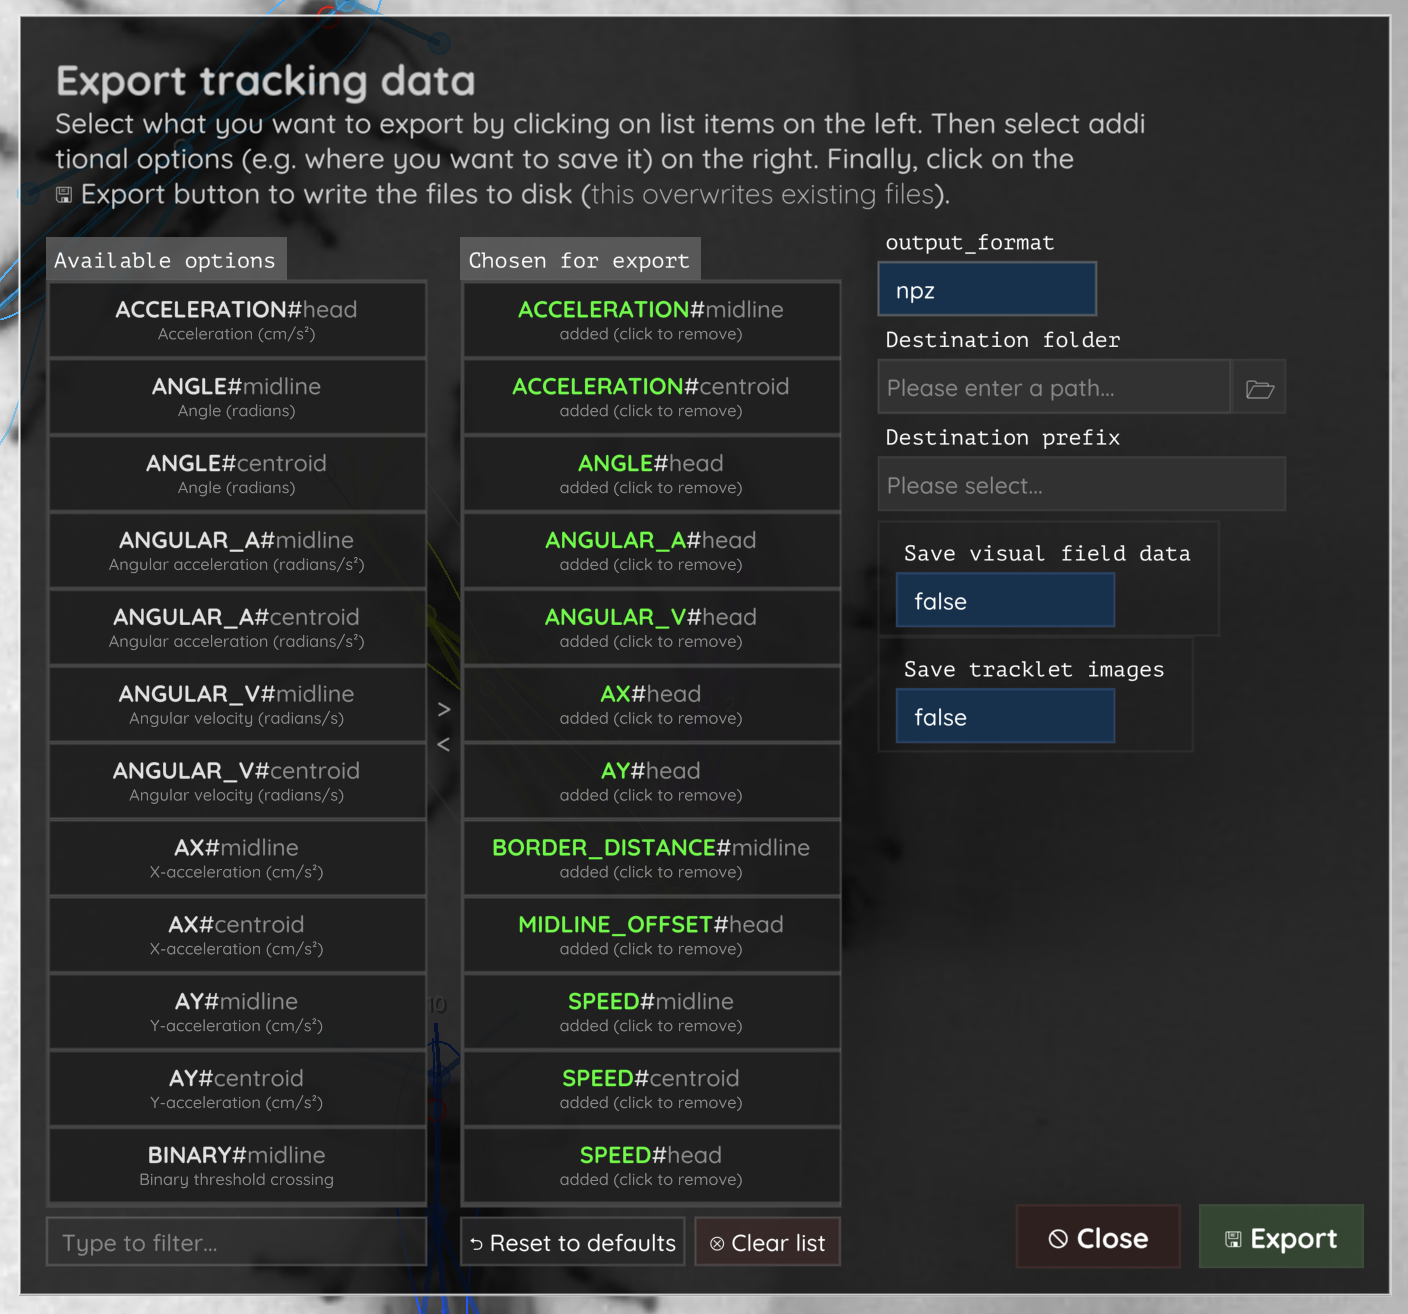 Export tracking data
Select what you want to export by clicking on list items on the left. Then select addi
tional options (e.g. where you want to save it) on the right. Finally, click on the
Export button to write the files to disk (this overwrites existing files).
Available options
ACCELERATION#head
Acceleration (cm/s²)
ANGLE#midline
Angle (radians)
ANGLE#centroid
Angle (radians)
ANGULAR_A#midline
Angular acceleration (radians/s²)
ANGULAR_A#centroid
Angular acceleration (radians/s²)
ANGULAR_V#midline
Angular velocity (radians/s)
ANGULAR_V#centroid
Angular velocity (radians/s)
AX#midline
X-acceleration (cm/s²)
AX#centroid
X-acceleration (cm/s²)
AY#midline
Y-acceleration (cm/s²)
AY#centroid
Y-acceleration (cm/s²)
BINARY#midline
Binary threshold crossing
Type to filter...
>
<
10
Chosen for export
ACCELERATION#midline
added (click to remove)
ACCELERATION#centroid
added (click to remove)
ANGLE#head
added (click to remove)
ANGULAR_A#head
added (click to remove)
ANGULAR_V#head
added (click to remove)
AX#head
added (click to remove)
AY#head
added (click to remove)
BORDER_DISTANCE#midline
added (click to remove)
MIDLINE_OFFSET#head
added (click to remove)
SPEED#midline
added (click to remove)
SPEED#centroid
added (click to remove)
SPEED#head
added (click to remove)
Reset to defaults
Clear list
output_format
npz
Destination folder
Please enter a path...
Destination prefix
Please select...
Save visual field data
false
Save tracklet images
false
Close
Export